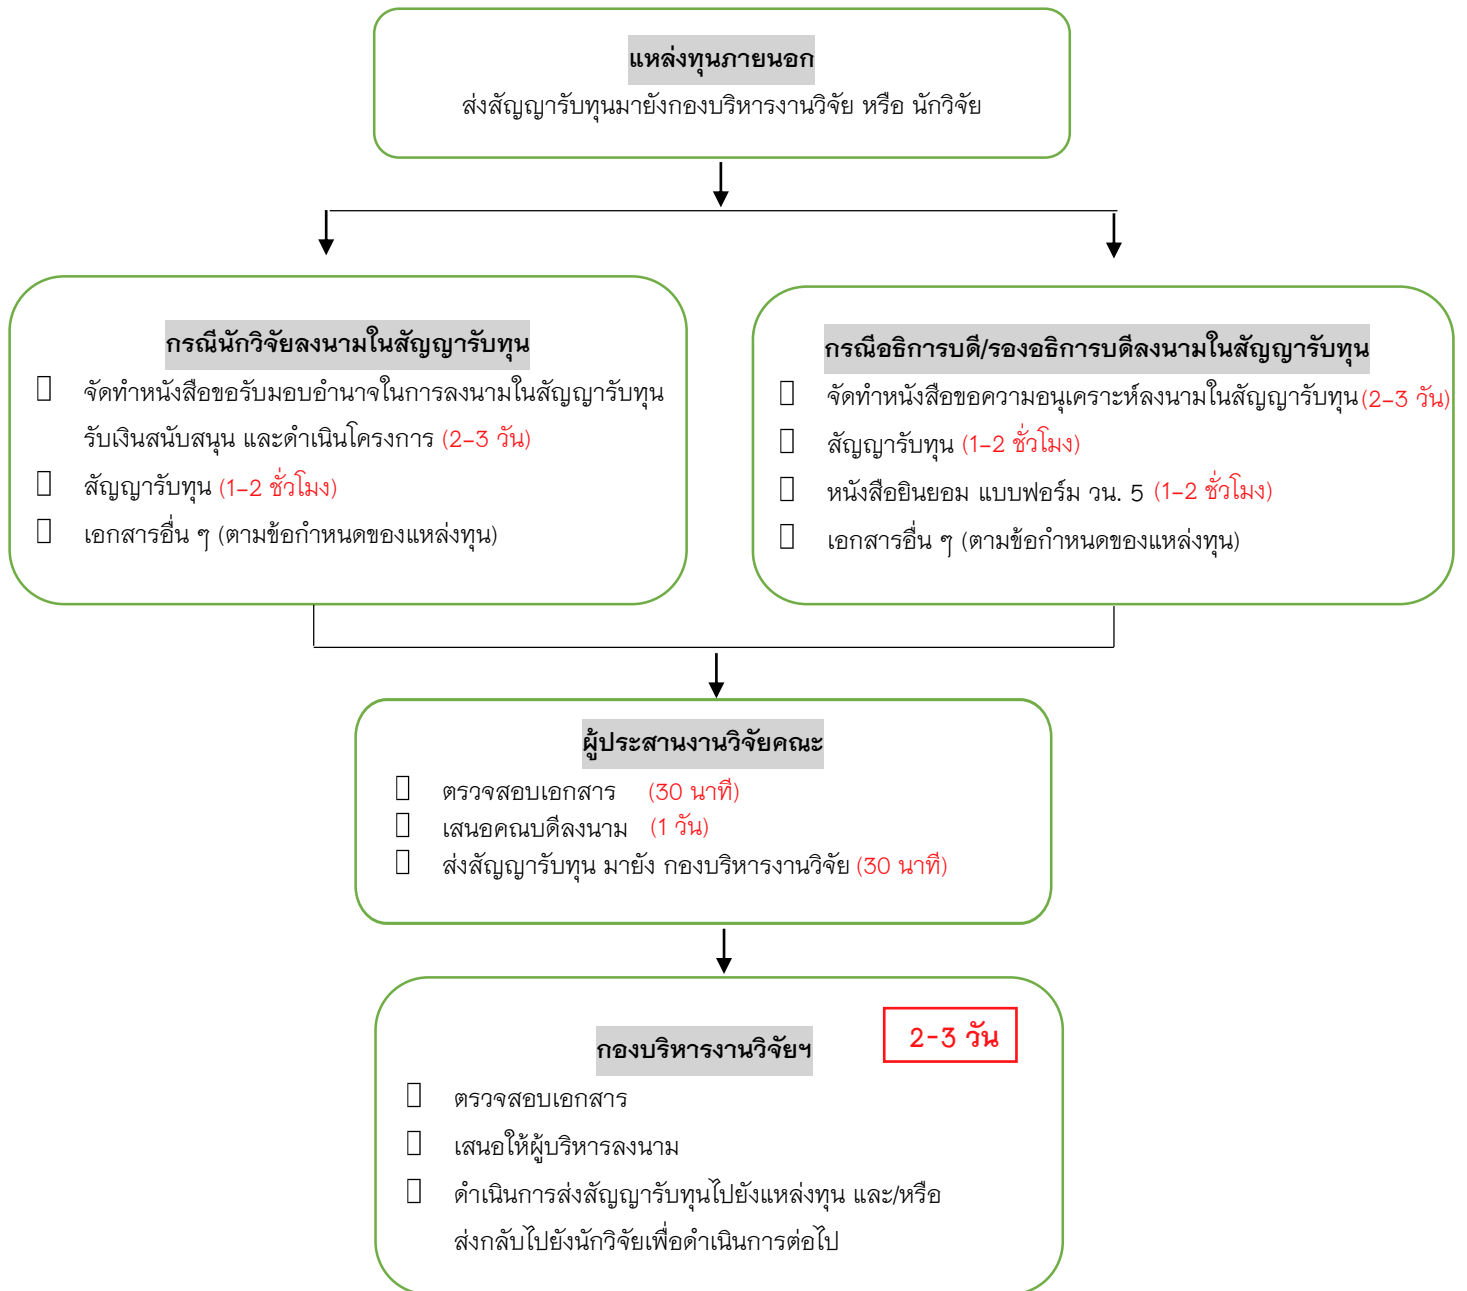 แหล่งทุนภายนอก
ส่งสัญญารับทุนมายังกองบริหารงานวิจัย หรือ นักวิจัย
กรณีนักวิจัยลงนามในสัญญารับทุน
จัดทำหนังสือขอรับมอบอำนาจในการลงนามในสัญญารับทุน
รับเงินสนับสนุน และดำเนินโครงการ (2-3 วัน)
สัญญารับทุน (1-2 ชั่วโมง)
เอกสารอื่น ๆ (ตามข้อกำหนดของแหล่งทุน)
กรณีอธิการบดี/รองอธิการบดีลงนามในสัญญารับทุน
จัดทำหนังสือขอความอนุเคราะห์ลงนามในสัญญารับทุน (2-3 วัน)
สัญญารับทุน (1-2 ชั่วโมง)
หนังสือยินยอม แบบฟอร์ม วน. 5 (1-2 ชั่วโมง)
เอกสารอื่น ๆ (ตามข้อกำหนดของแหล่งทุน)
ผู้ประสานงานวิจัยคณะ
ตรวจสอบเอกสาร (30 นาที)
เสนอคณบดีลงนาม (1 วัน)
ส่งสัญญารับทุน มายัง กองบริหารงานวิจัย (30 นาที)
2-3 วัน
กองบริหารงานวิจัยฯ
ตรวจสอบเอกสาร
เสนอให้ผู้บริหารลงนาม
ดำเนินการส่งสัญญารับทุนไปยังแหล่งทุน และ/หรือ
ส่งกลับไปยังนักวิจัยเพื่อดำเนินการต่อไป